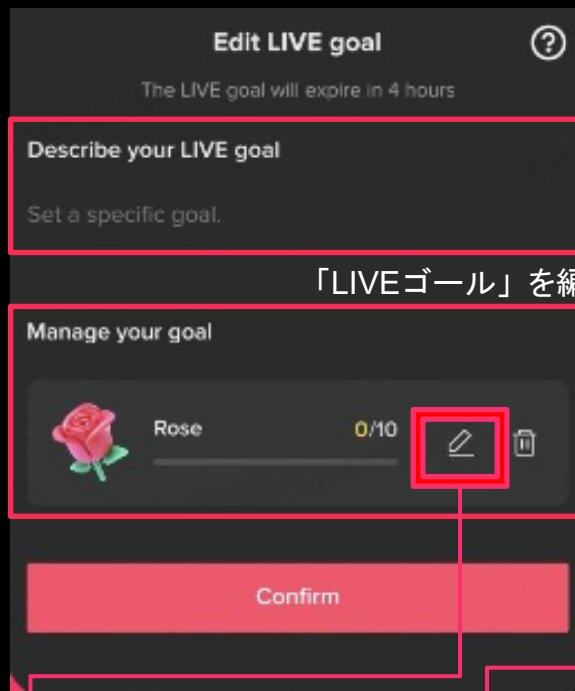 Edit LIVE goal
The LIVE goal will expire in 4 hours
Describe your LIVE goal
Set a specific goal.
「LIVEゴール」を編
Manage your goal
Rose 0/10
Confirm